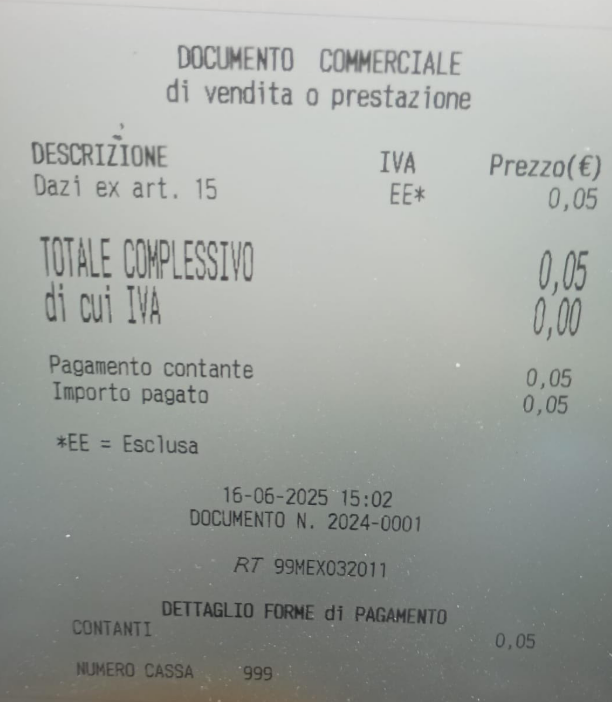 DOCUMENTO COMMERCIALE
di vendita o prestazione
DESCRIZIONE IVA Prezzo(€)
Dazi ex art. 15 EE* 0,05
TOTALE COMPLESSIVO 0,05
di cui IVA 0,00
Pagamento contante 0,05
Importo pagato 0,05
*EE = Esclusa
16-06-2025 15:02
DOCUMENTO N. 2024-0001
RT 99MEX032011
DETTAGLIO FORME di PAGAMENTO
CONTANTI 0,05
NUMERO CASSA 999